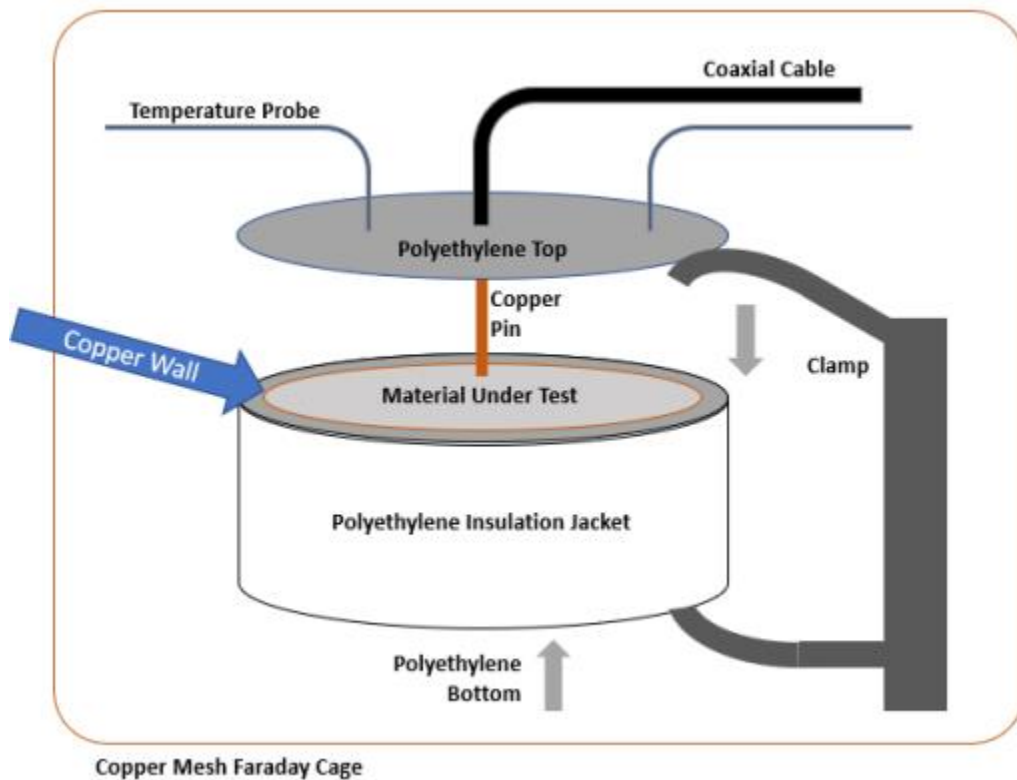 Coaxial Cable
Temperature Probe
Polyethylene Top
Copper
Pin
Copper Wall
Clamp
Material Under Test
Polyethylene Insulation Jacket
Polyethylene
Bottom
Copper Mesh Faraday Cage